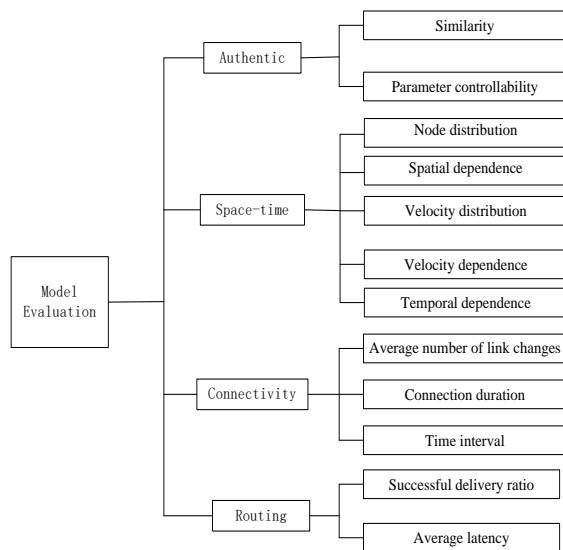 Model
Evaluation
Authentic
Similarity
Parameter controllability
Space-time
Node distribution
Spatial dependence
Velocity distribution
Velocity dependence
Temporal dependence
Connectivity
Average number of link changes
Connection duration
Time interval
Routing
Successful delivery ratio
Average latency